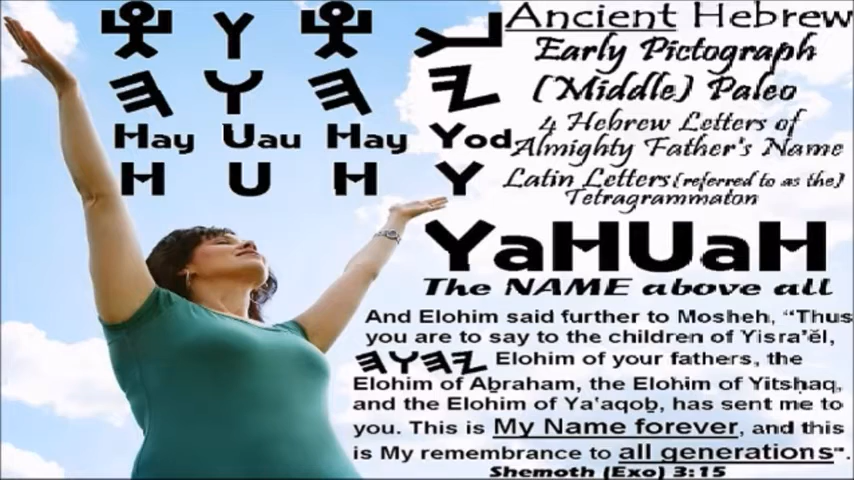 Ancient Hebrew
Early Pictograph
𐤉 𐤄 𐤅 𐤄 (Middle) Paleo
Hay Uau Hay Yod 4 Hebrew Letters of
Almighty Father's Name
H U H Y Latin Letters (referred to as the)
Tetragrammaton
YaHUaH
The NAME above all
And Elohim said further to Mosheh, “Thus
you are to say to the children of Yisra’ĕl,
𐤉𐤄𐤅𐤄 Elohim of your fathers, the
Elohim of Aḇraham, the Elohim of Yitsḥaq,
and the Elohim of Ya‛aqoḇ, has sent me to
you. This is My Name forever, and this
is My remembrance to all generations”.
Shemoth (Exo) 3:15